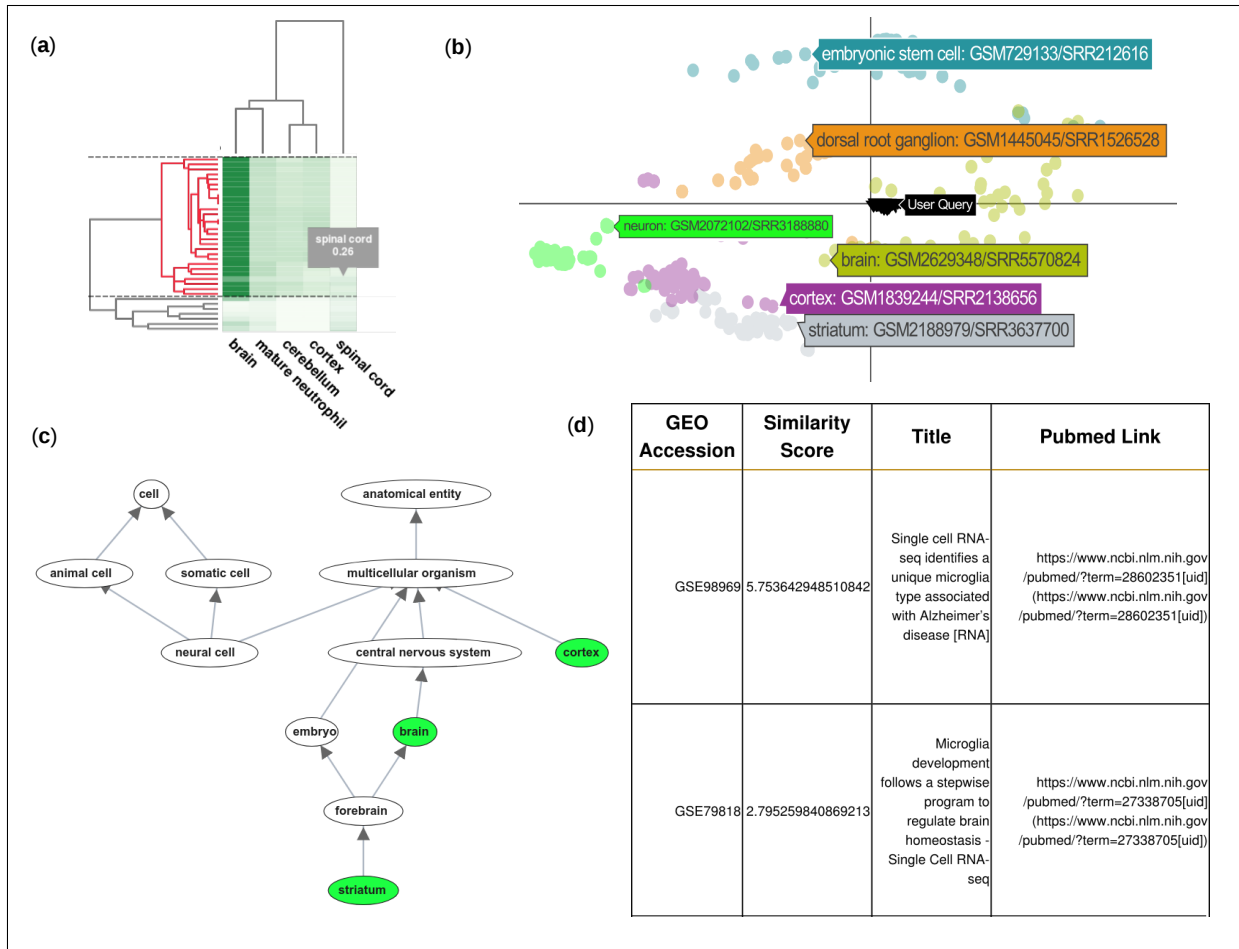 (a)
spinal cord
0.26
brain
mature neutrophil
cerebellum
cortex
spinal cord
(b)
embryonic stem cell: GSM729133/SRR212616
dorsal root ganglion: GSM1445045/SRR1526528
User Query
neuron: GSM2072102/SRR3188880
brain: GSM2629348/SRR5570824
cortex: GSM1839244/SRR2138656
striatum: GSM2188979/SRR3637700
(c)
cell
anatomical entity
animal cell
somatic cell
multicellular organism
neural cell
central nervous system
cortex
embryo
brain
forebrain
striatum
(d)
GEO
Accession
Similarity
Score
Title
Pubmed Link
GSE98969
5.753642948510842
Single cell RNA-
seq identifies a
unique microglia
type associated
with Alzheimer's
disease [RNA]
https://www.ncbi.nlm.nih.gov
/pubmed/?term=28602351[uid]
(https://www.ncbi.nlm.nih.gov
/pubmed/?term=28602351[uid])
GSE79818
2.795259840869213
Microglia
development
follows a stepwise
program to
regulate brain
homeostasis -
Single Cell RNA-
seq
https://www.ncbi.nlm.nih.gov
/pubmed/?term=27338705[uid]
(https://www.ncbi.nlm.nih.gov
/pubmed/?term=27338705[uid])